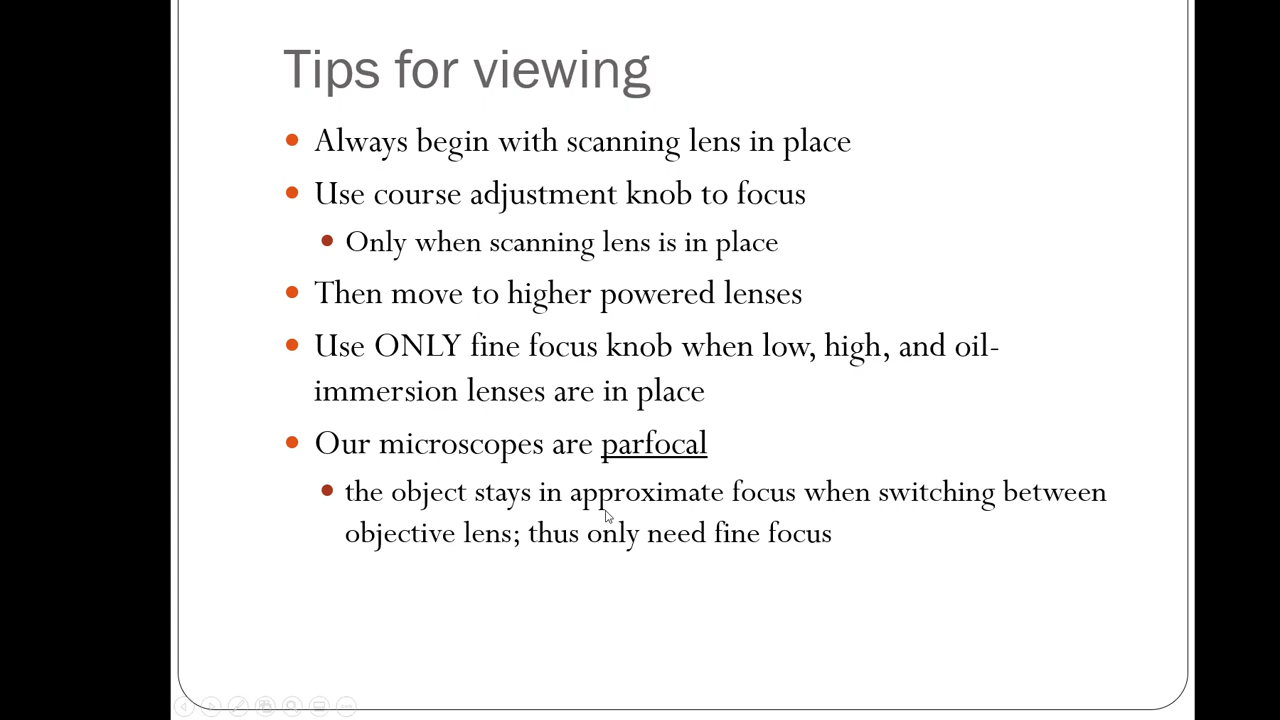 Tips for viewing
Always begin with scanning lens in place
Use course adjustment knob to focus
Only when scanning lens is in place
Then move to higher powered lenses
Use ONLY fine focus knob when low, high, and oil-
immersion lenses are in place
Our microscopes are parfocal
the object stays in approximate focus when switching between
objective lens; thus only need fine focus